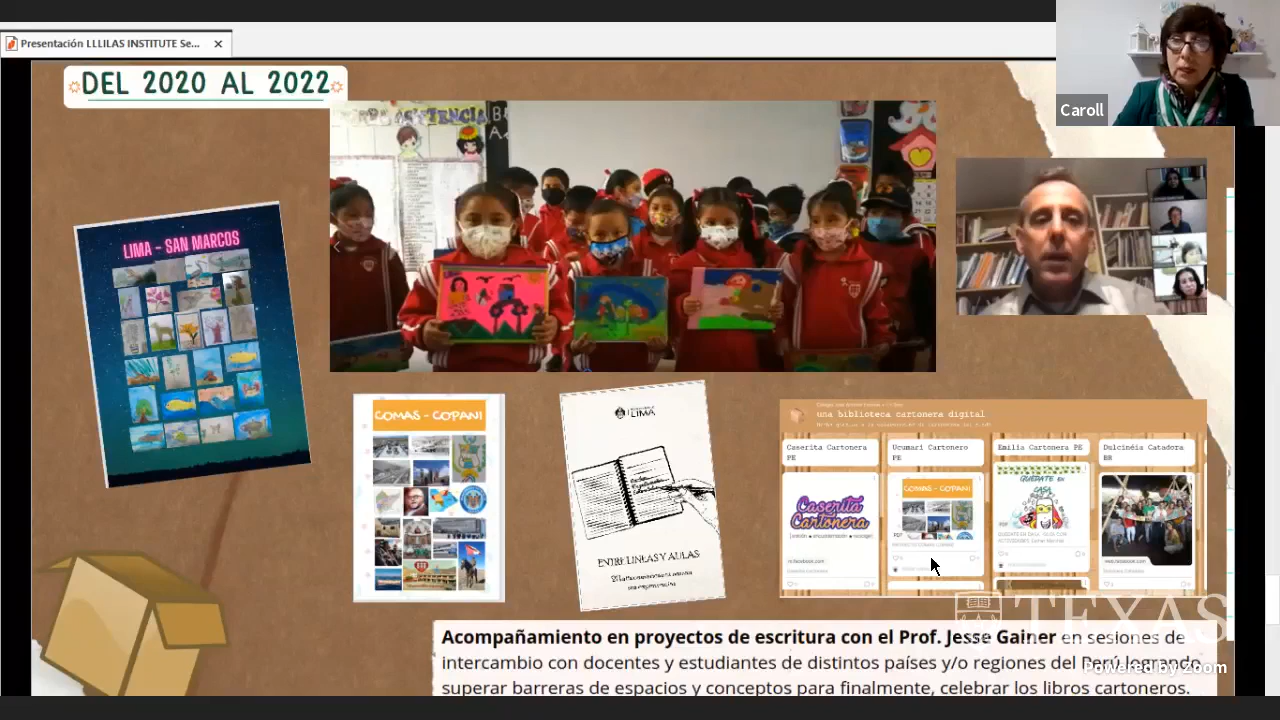 Presentación LLLILAS INSTITUTE Se...
DEL 2020 AL 2022
Caroll
LIMA - SAN MARCOS
COMAS - COPANI
LIMA
ENTRE LINEAS Y AULAS
una biblioteca cartonera digital
Caserita Cartonera PE
Ucumari Cartonero PE
Emilia Cartonera PE
Dulcinéia Catadora BB
Caserita
Cartonera
COMAS - COPANI
QUÉDATE EN
CASA
TEXAS
Powered by Zoom
Acompañamiento en proyectos de escritura con el Prof. Jesse Gainer en sesiones de
intercambio con docentes y estudiantes de distintos países y/o regiones del Perú logrando
superar barreras de espacios y conceptos para finalmente, celebrar los libros cartoneros.